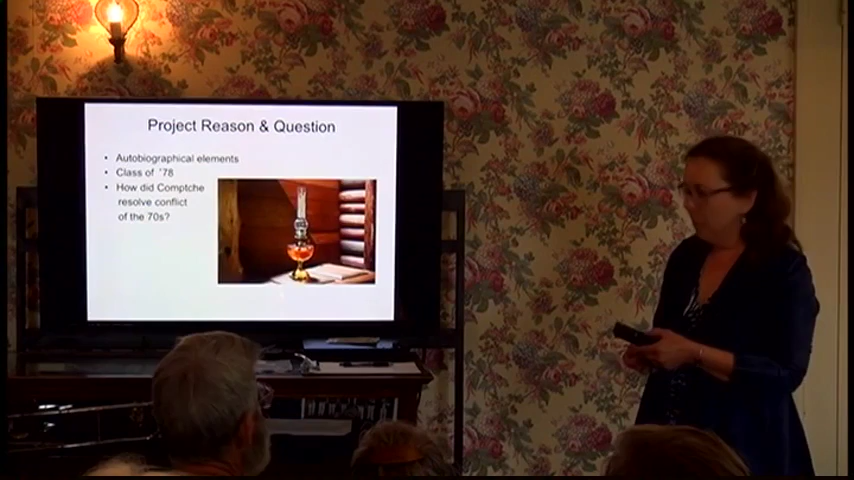 Project Reason & Question
• Autobiographical elements
• Class of ´78
• How did Comptche
resolve conflict
of the 70s?